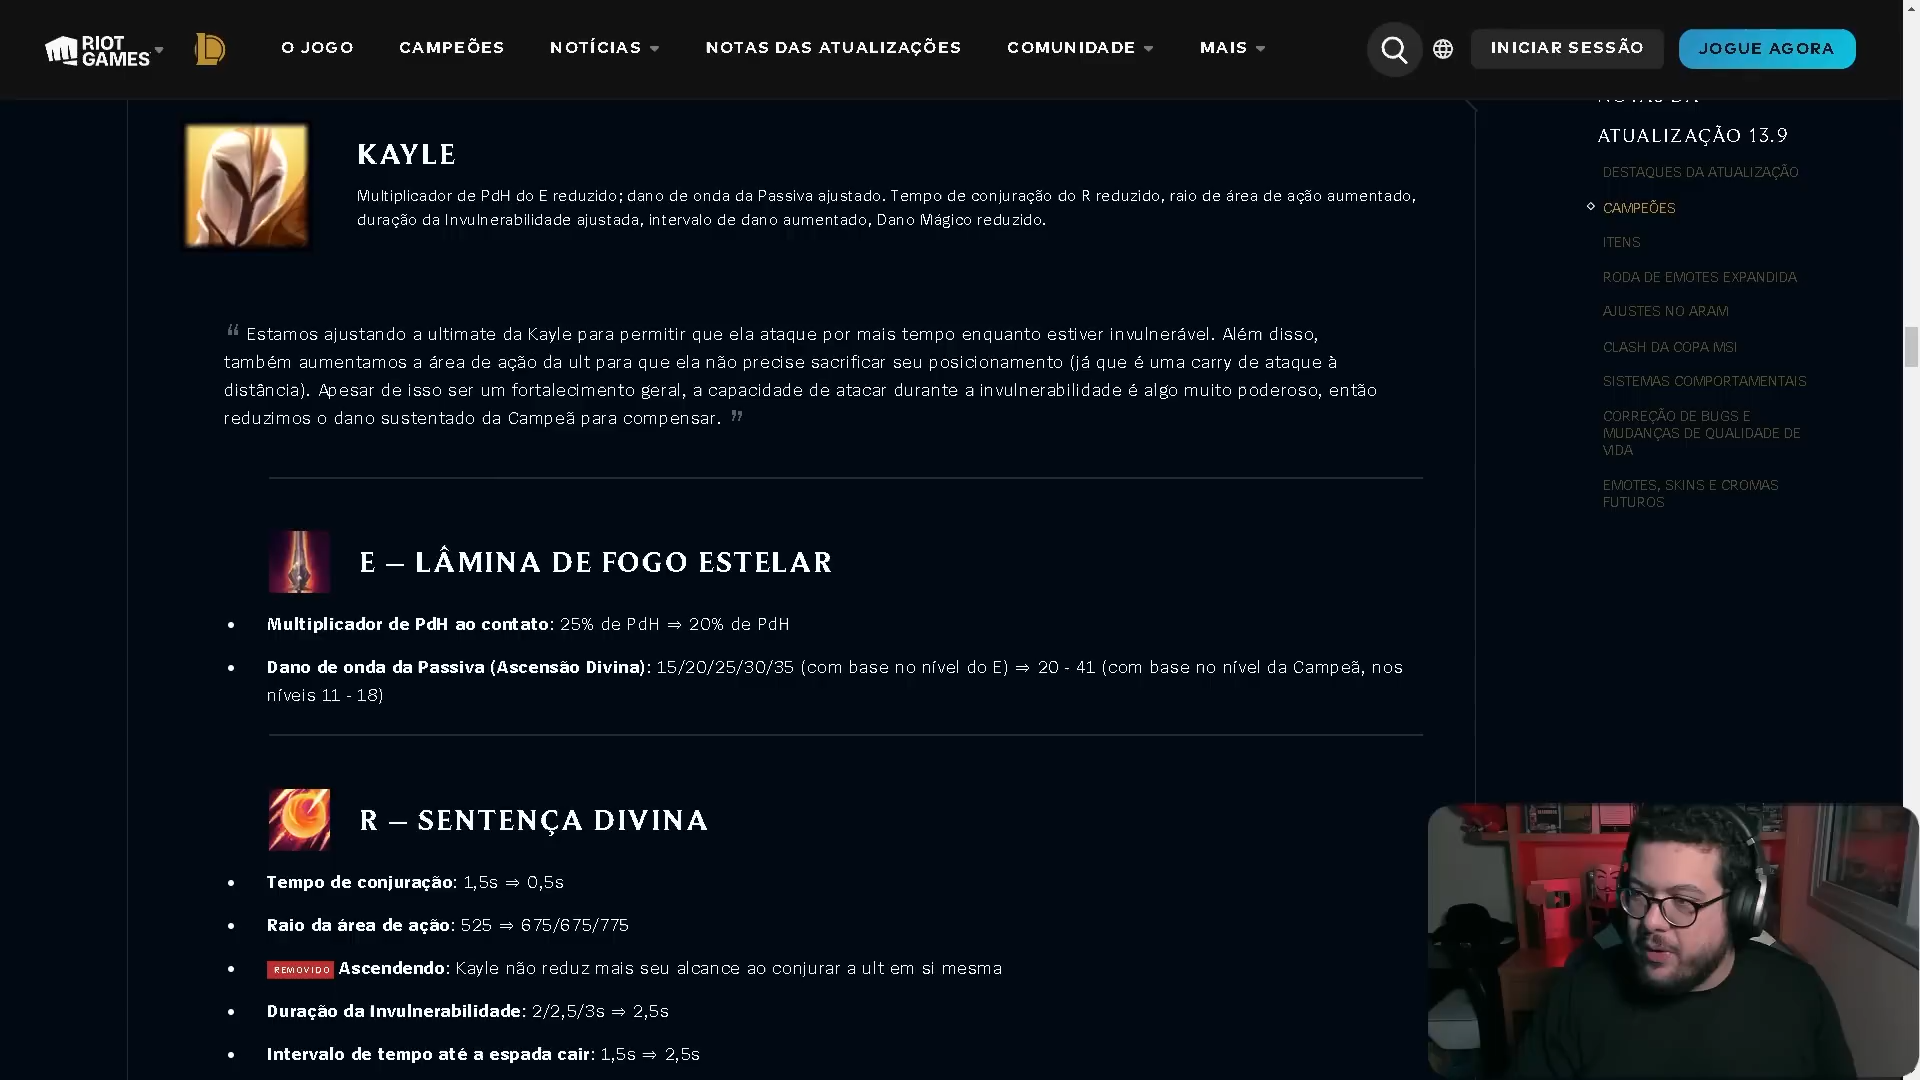 RIOT
GAMES
O JOGO
CAMPEÕES
NOTÍCIAS
NOTAS DAS ATUALIZAÇÕES
COMUNIDADE
MAIS
INICIAR SESSÃO
JOGUE AGORA
KAYLE
Multiplicador de PdH do E reduzido; dano de onda da Passiva ajustado. Tempo de conjuração do R reduzido, raio de área de ação aumentado,
duração da Invulnerabilidade ajustada, intervalo de dano aumentado, Dano Mágico reduzido.
“ Estamos ajustando a ultimate da Kayle para permitir que ela ataque por mais tempo enquanto estiver invulnerável. Além disso,
também aumentamos a área de ação da ult para que ela não precise sacrificar seu posicionamento (já que é uma carry de ataque à
distância). Apesar de isso ser um fortalecimento geral, a capacidade de atacar durante a invulnerabilidade é algo muito poderoso, então
reduzimos o dano sustentado da Campeã para compensar. ”
E – LÂMINA DE FOGO ESTELAR
• Multiplicador de PdH ao contato: 25% de PdH ⇒ 20% de PdH
• Dano de onda da Passiva (Ascensão Divina): 15/20/25/30/35 (com base no nível do E) ⇒ 20 - 41 (com base no nível da Campeã, nos
níveis 11 - 18)
R – SENTENÇA DIVINA
• Tempo de conjuração: 1,5s ⇒ 0,5s
• Raio da área de ação: 525 ⇒ 675/675/775
• REMOVIDO Ascendendo: Kayle não reduz mais seu alcance ao conjurar a ult em si mesma
• Duração da Invulnerabilidade: 2/2,5/3s ⇒ 2,5s
• Intervalo de tempo até a espada cair: 1,5s ⇒ 2,5s
NOTAS DA
ATUALIZAÇÃO 13.9
DESTAQUES DA ATUALIZAÇÃO
CAMPEÕES
ITENS
RODA DE EMOTES EXPANDIDA
AJUSTES NO ARAM
CLASH DA COPA MSI
SISTEMAS COMPORTAMENTAIS
CORREÇÃO DE BUGS E
MUDANÇAS DE QUALIDADE DE
VIDA
EMOTES, SKINS E CROMAS
FUTUROS